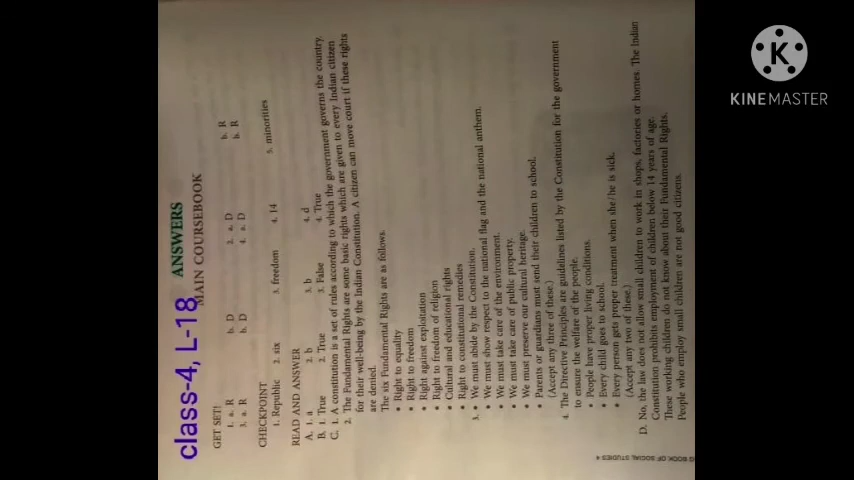 class-4, L-18
ANSWERS
MAIN COURSEBOOK
GET SET!
1. a. R b. D 2. a. D b. R
3. a. R b. D 4. a. D b. R
CHECKPOINT
1. Republic 2. six 3. freedom 4. 14 5. minorities
READ AND ANSWER
A. 1. a 2. b 3. b 4. d
B. 1. True 2. True 3. False 4. True
C. 1. A constitution is a set of rules according to which the government governs the country.
2. The Fundamental Rights are some basic rights which are given to every Indian citizen
for their well-being by the Indian Constitution. A citizen can move court if these rights
are denied.
The six Fundamental Rights are as follows.
• Right to equality
• Right to freedom
• Right against exploitation
• Right to freedom of religion
• Cultural and educational rights
• Right to constitutional remedies
3. • We must abide by the Constitution.
• We must show respect to the national flag and the national anthem.
• We must take care of the environment.
• We must take care of public property.
• We must preserve our cultural heritage.
• Parents or guardians must send their children to school.
(Accept any three of these.)
4. The Directive Principles are guidelines listed by the Constitution for the government
to ensure the welfare of the people.
• People have proper living conditions.
• Every child goes to school.
• Every person gets proper treatment when she/he is sick.
(Accept any two of these.)
D. No, the law does not allow small children to work in shops, factories or homes. The Indian
Constitution prohibits employment of children below 14 years of age.
These working children do not know about their Fundamental Rights.
People who employ small children are not good citizens.
G BOOK OF SOCIAL STUDIES 4
K
KINEMASTER